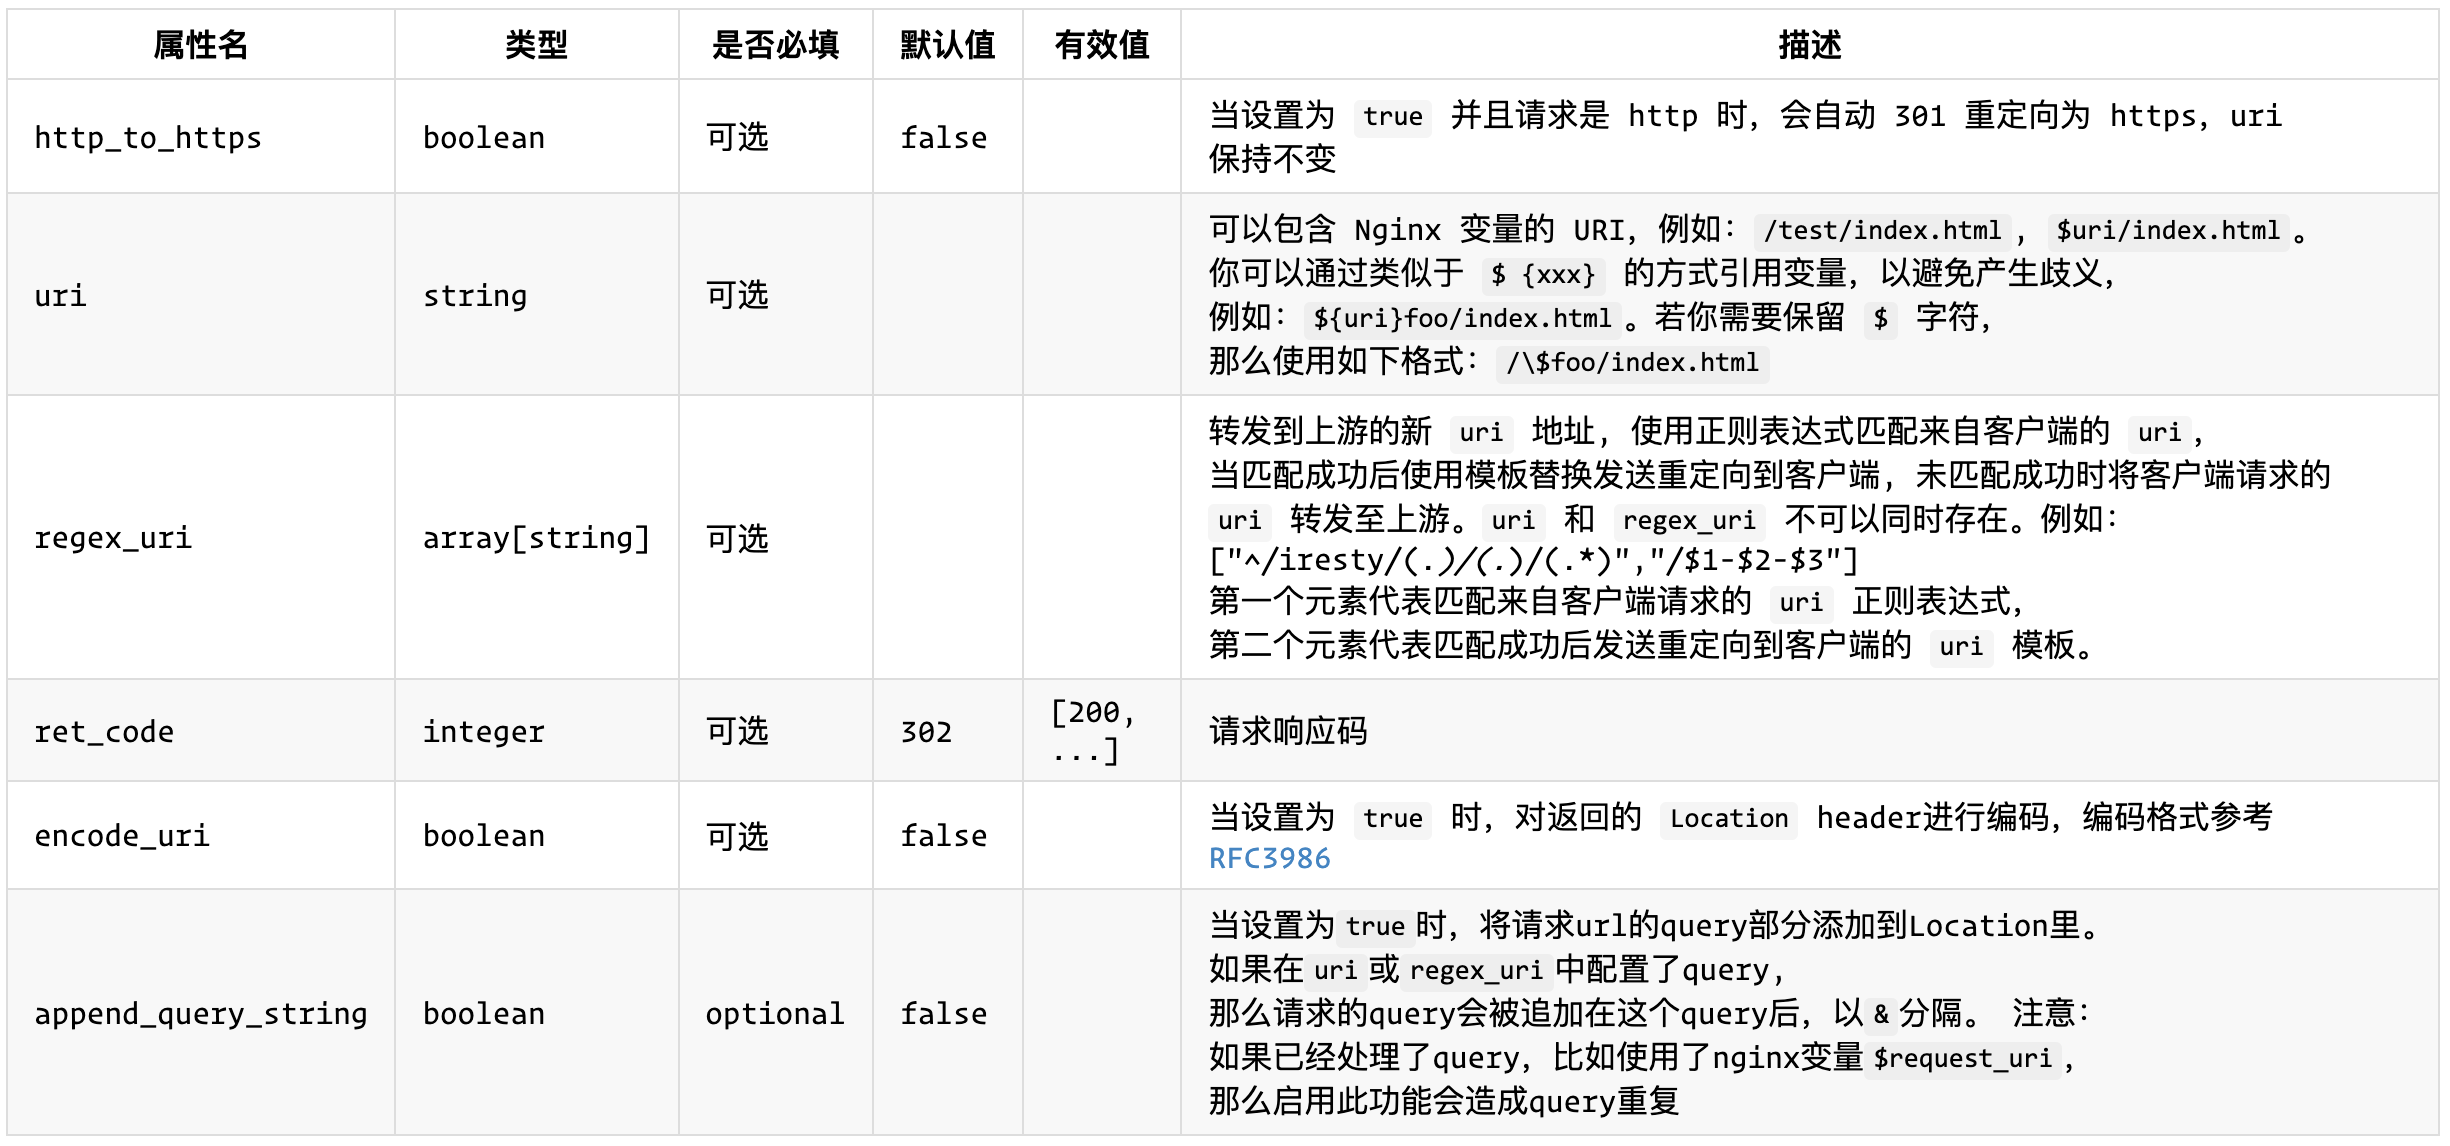 属性名 类型 是否必填 默认值 有效值 描述
http_to_https boolean 可选 false 当设置为 true 并且请求是 http 时，会自动 301 重定向为 https，uri
保持不变
uri string 可选 可以包含 Nginx 变量的 URI，例如：/test/index.html，$uri/index.html。
你可以通过类似于 $ {xxx} 的方式引用变量，以避免产生歧义，
例如：${uri}foo/index.html。若你需要保留 $ 字符，
那么使用如下格式：/\$foo/index.html
regex_uri array[string] 可选 转发到上游的新 uri 地址，使用正则表达式匹配来自客户端的 uri，
当匹配成功后使用模板替换发送重定向到客户端，未匹配成功时将客户端请求的
uri 转发至上游。uri 和 regex_uri 不可以同时存在。例如：
["^/iresty/(.)/(.)/(.*)","/$1-$2-$3"]
第一个元素代表匹配来自客户端请求的 uri 正则表达式，
第二个元素代表匹配成功后发送重定向到客户端的 uri 模板。
ret_code integer 可选 302 [200,
...] 请求响应码
encode_uri boolean 可选 false 当设置为 true 时，对返回的 Location header进行编码，编码格式参考
RFC3986
append_query_string boolean optional false 当设置为true时，将请求url的query部分添加到Location里。
如果在uri或regex_uri中配置了query，
那么请求的query会被追加在这个query后，以&分隔。 注意：
如果已经处理了query，比如使用了nginx变量$request_uri，
那么启用此功能会造成query重复